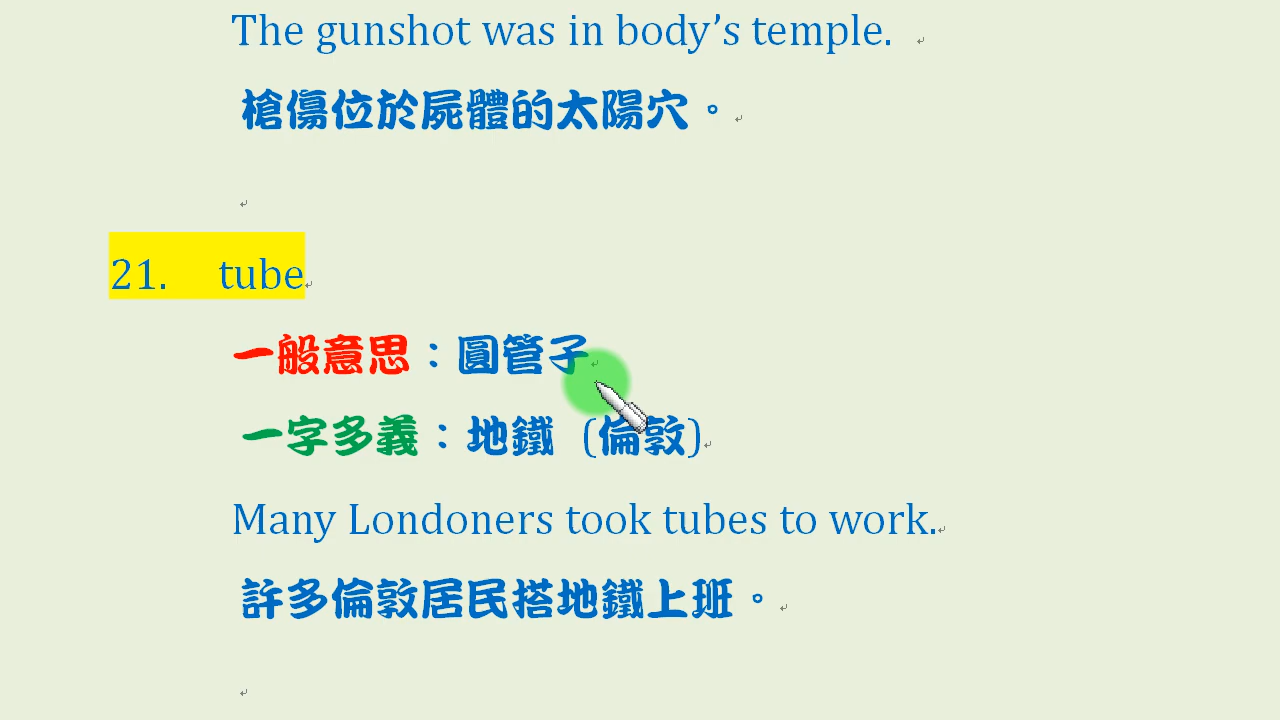 The gunshot was in body’s temple.
槍傷位於屍體的太陽穴。
21. tube
一般意思：圓管子
一字多義：地鐵 (倫敦)
Many Londoners took tubes to work.
許多倫敦居民搭地鐵上班。